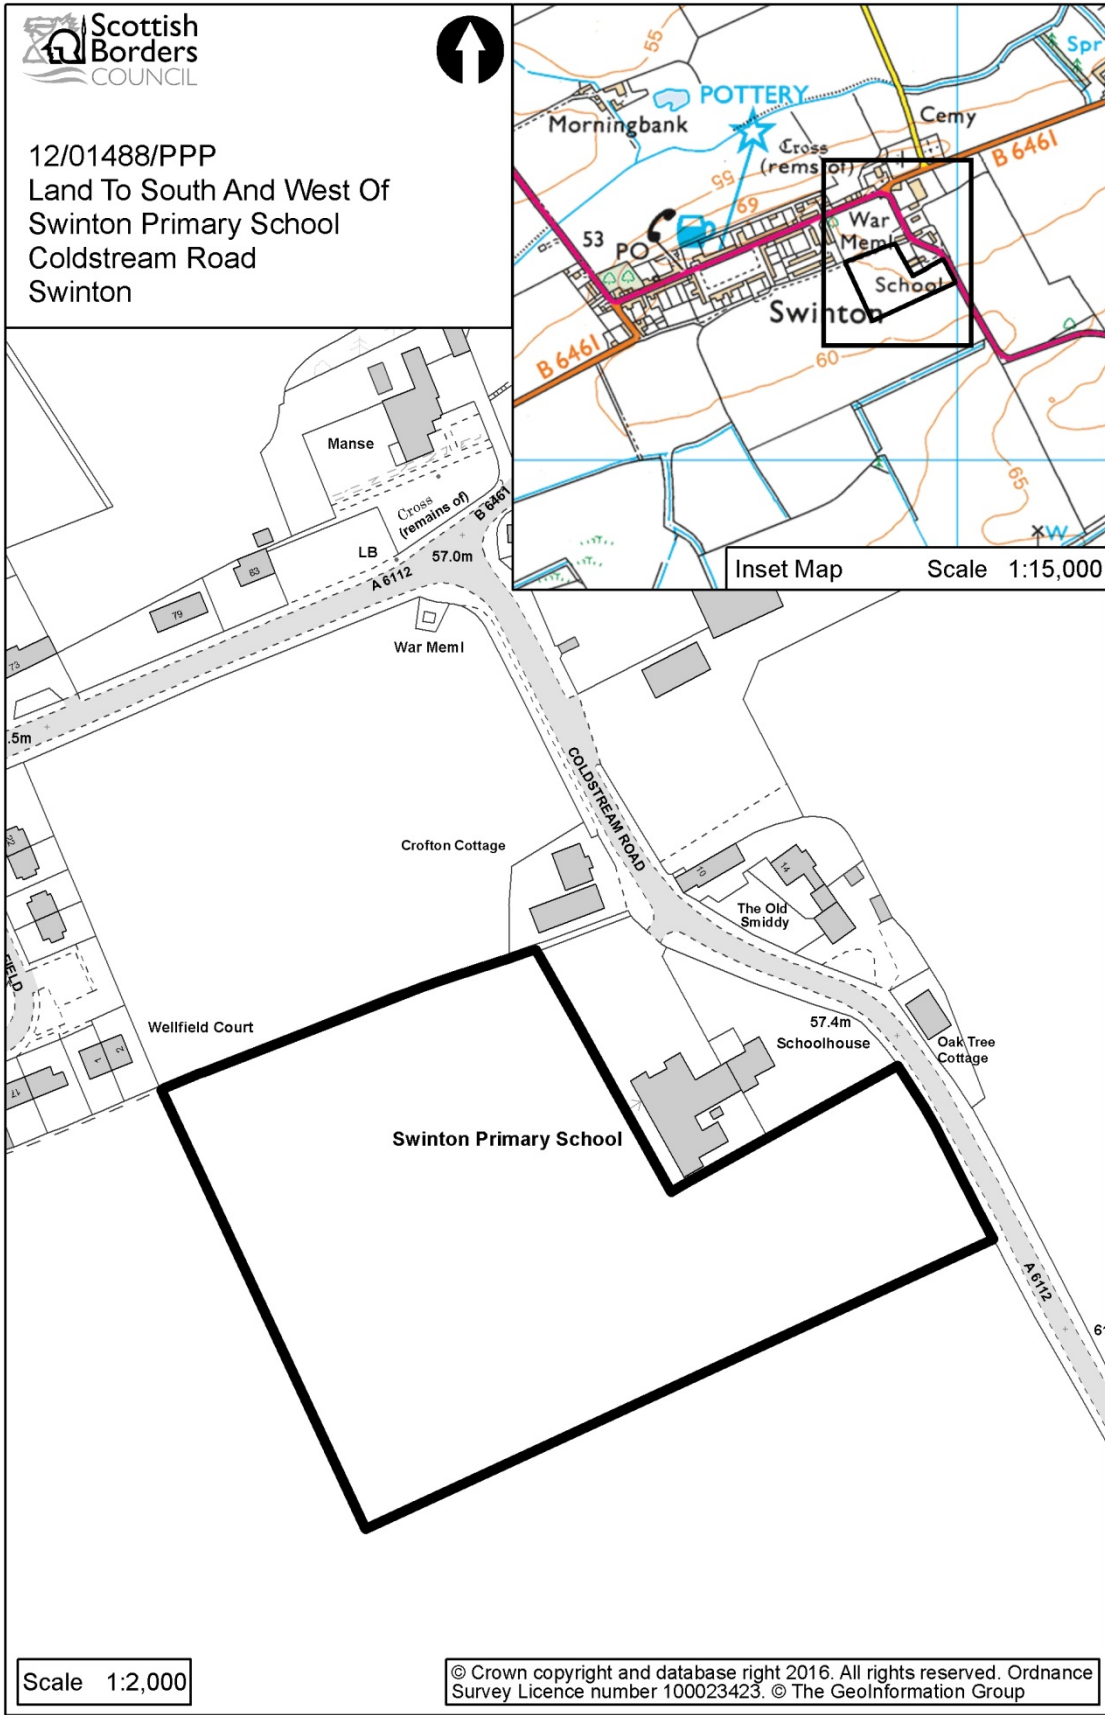 Scottish
Borders
COUNCIL
12/01488/PPP
Land To South And West Of
Swinton Primary School
Coldstream Road
Swinton
55
Spr
POTTERY
Morningbank
Cemy
Cross
(rems of)
B 6461
55
69
53
PO
War
Meml
School
Swinton
B 6461
60
65
W
Inset Map Scale 1:15,000
Manse
Cross
(remains of)
B 6461
LB
57.0m
A 6112
83
79
73
War Meml
.5m
COLDSTREAM ROAD
Crofton Cottage
22
10
14
The Old
Smiddy
FIELD
Wellfield Court
57.4m
Schoolhouse
Oak Tree
Cottage
1
2
17
Swinton Primary School
A 6112
61
Scale 1:2,000
© Crown copyright and database right 2016. All rights reserved. Ordnance
Survey Licence number 100023423. © The GeoInformation Group